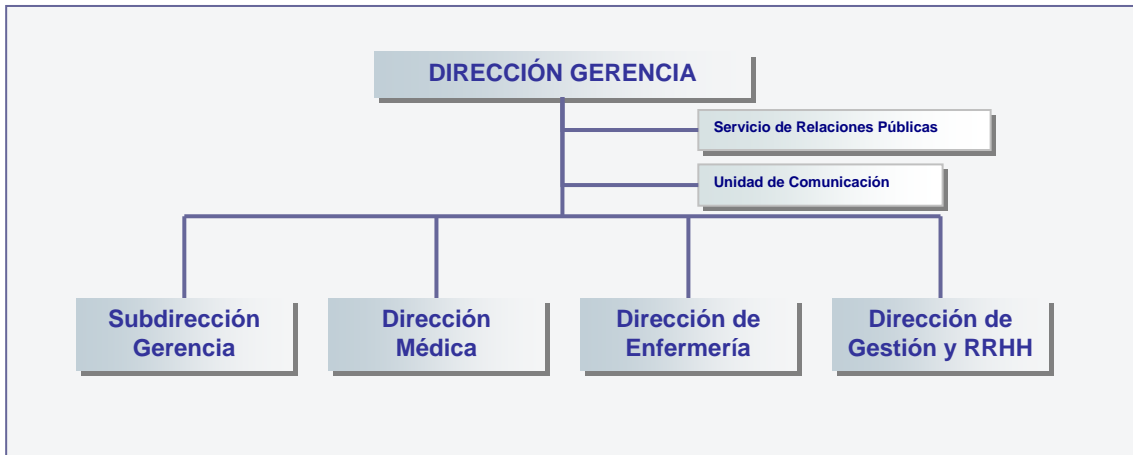 DIRECCIÓN GERENCIA
Servicio de Relaciones Públicas
Unidad de Comunicación
Subdirección
Gerencia
Dirección
Médica
Dirección de
Enfermería
Dirección de
Gestión y RRHH